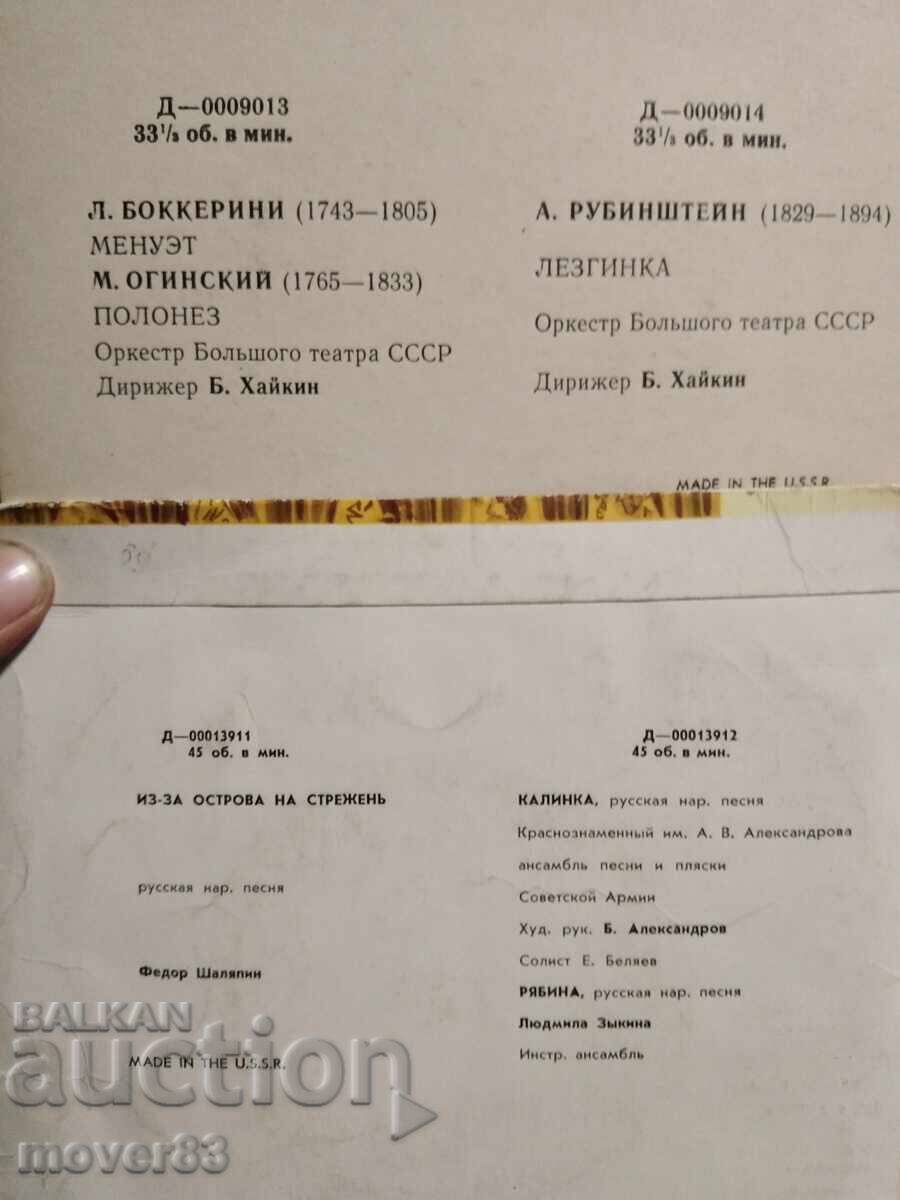 Д—0009013
33⅓ об. в мин.
Л. БОККЕРИНИ (1743—1805)
МЕНУЭТ
М. ОГИНСКИЙ (1765—1833)
ПОЛОНЕЗ
Оркестр Большого театра СССР
Дирижер Б. Хайкин
Д—0009014
33⅓ об. в мин.
А. РУБИНШТЕЙН (1829—1894)
ЛЕЗГИНКА
Оркестр Большого театра СССР
Дирижер Б. Хайкин
MADE IN THE U.S.S.R.
Д—00013911
45 об. в мин.
ИЗ-ЗА ОСТРОВА НА СТРЕЖЕНЬ
русская нар. песня
Федор Шаляпин
MADE IN THE U.S.S.R.
Д—00013912
45 об. в мин.
КАЛИНКА, русская нар. песня
Краснознаменный им. А. В. Александрова
ансамбль песни и пляски
Советской Армии
Худ. рук. Б. Александров
Солист Е. Беляев
РЯБИНА, русская нар. песня
Людмила Зыкина
Инстр. ансамбль
BALKAN
auction
mover83